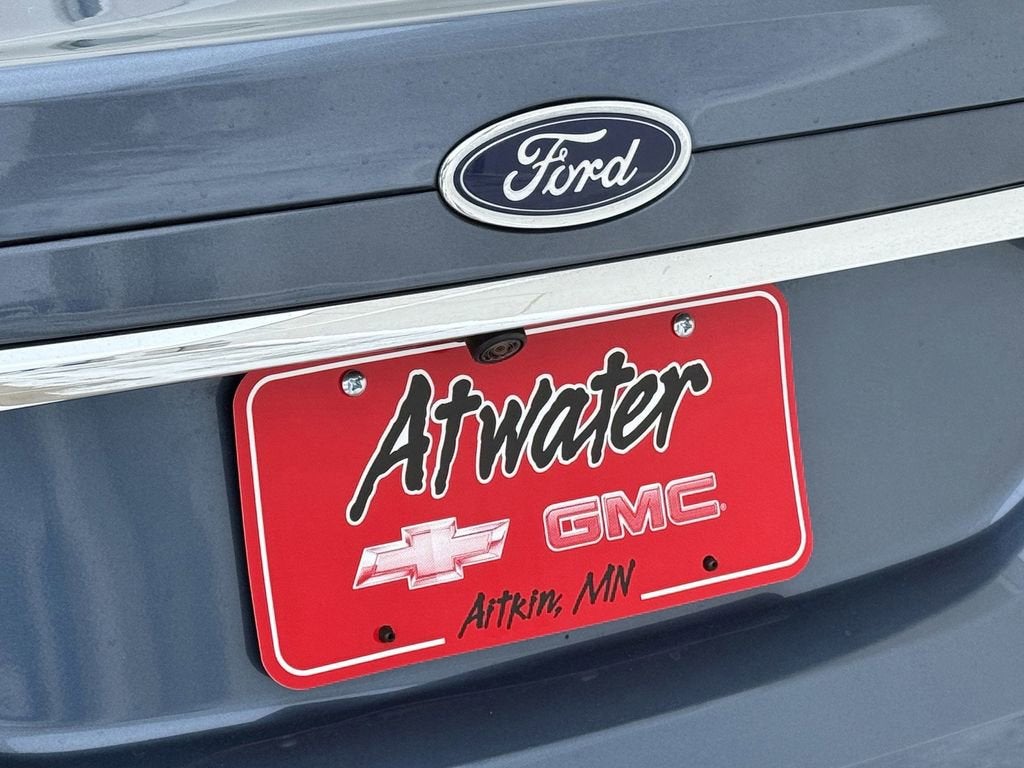 Ford
Atwater
GMC
Aitkin, MN